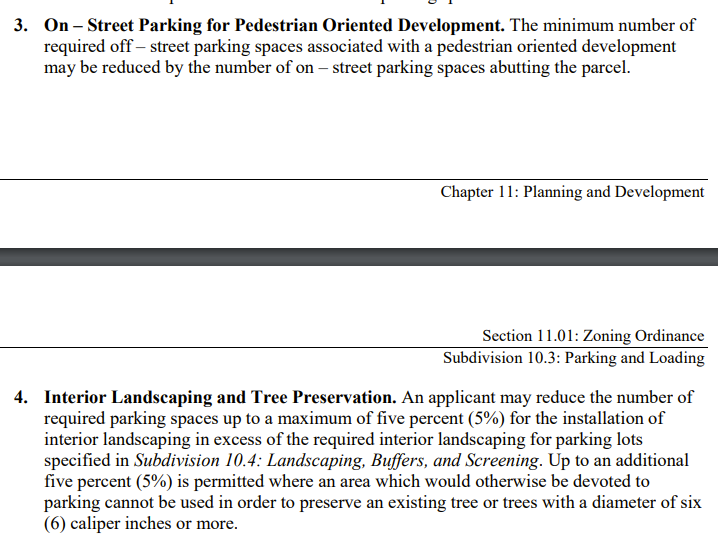 3. On – Street Parking for Pedestrian Oriented Development. The minimum number of
required off – street parking spaces associated with a pedestrian oriented development
may be reduced by the number of on – street parking spaces abutting the parcel.
Chapter 11: Planning and Development
Section 11.01: Zoning Ordinance
Subdivision 10.3: Parking and Loading
4. Interior Landscaping and Tree Preservation. An applicant may reduce the number of
required parking spaces up to a maximum of five percent (5%) for the installation of
interior landscaping in excess of the required interior landscaping for parking lots
specified in Subdivision 10.4: Landscaping, Buffers, and Screening. Up to an additional
five percent (5%) is permitted where an area which would otherwise be devoted to
parking cannot be used in order to preserve an existing tree or trees with a diameter of six
(6) caliper inches or more.